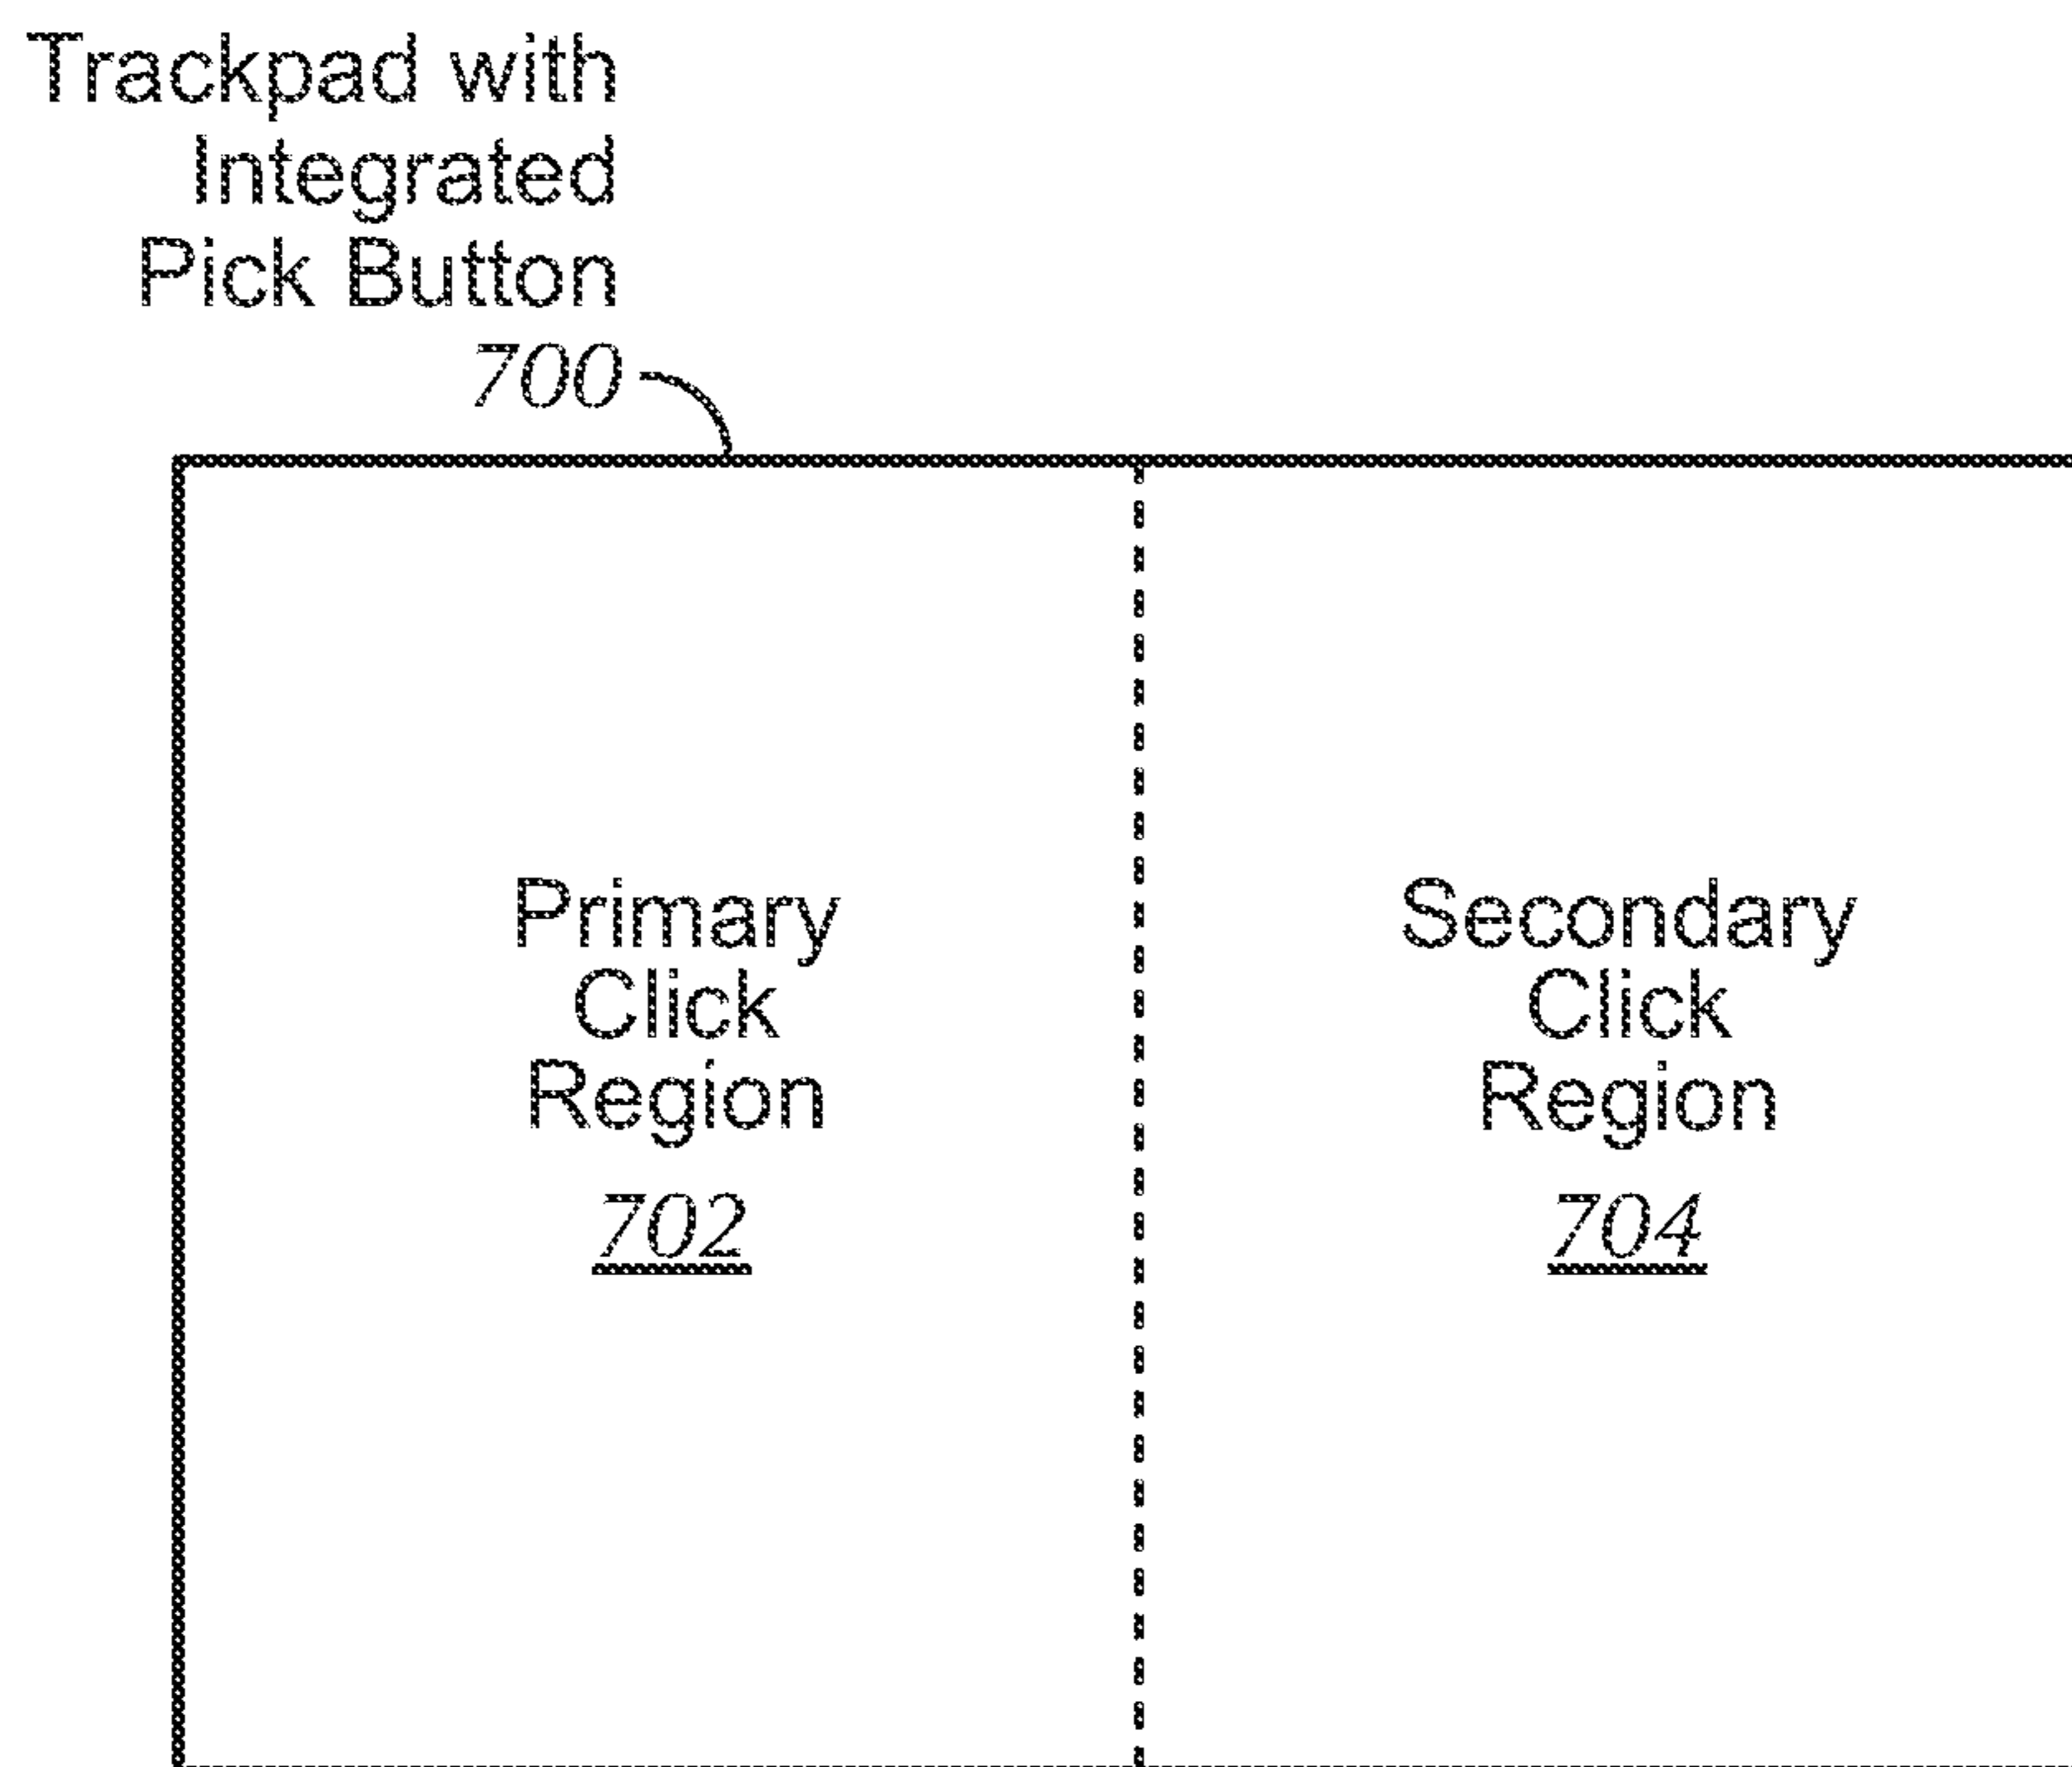 Trackpad with
Integrated
Pick Button
700
Primary
Click
Region
702
Secondary
Click
Region
704